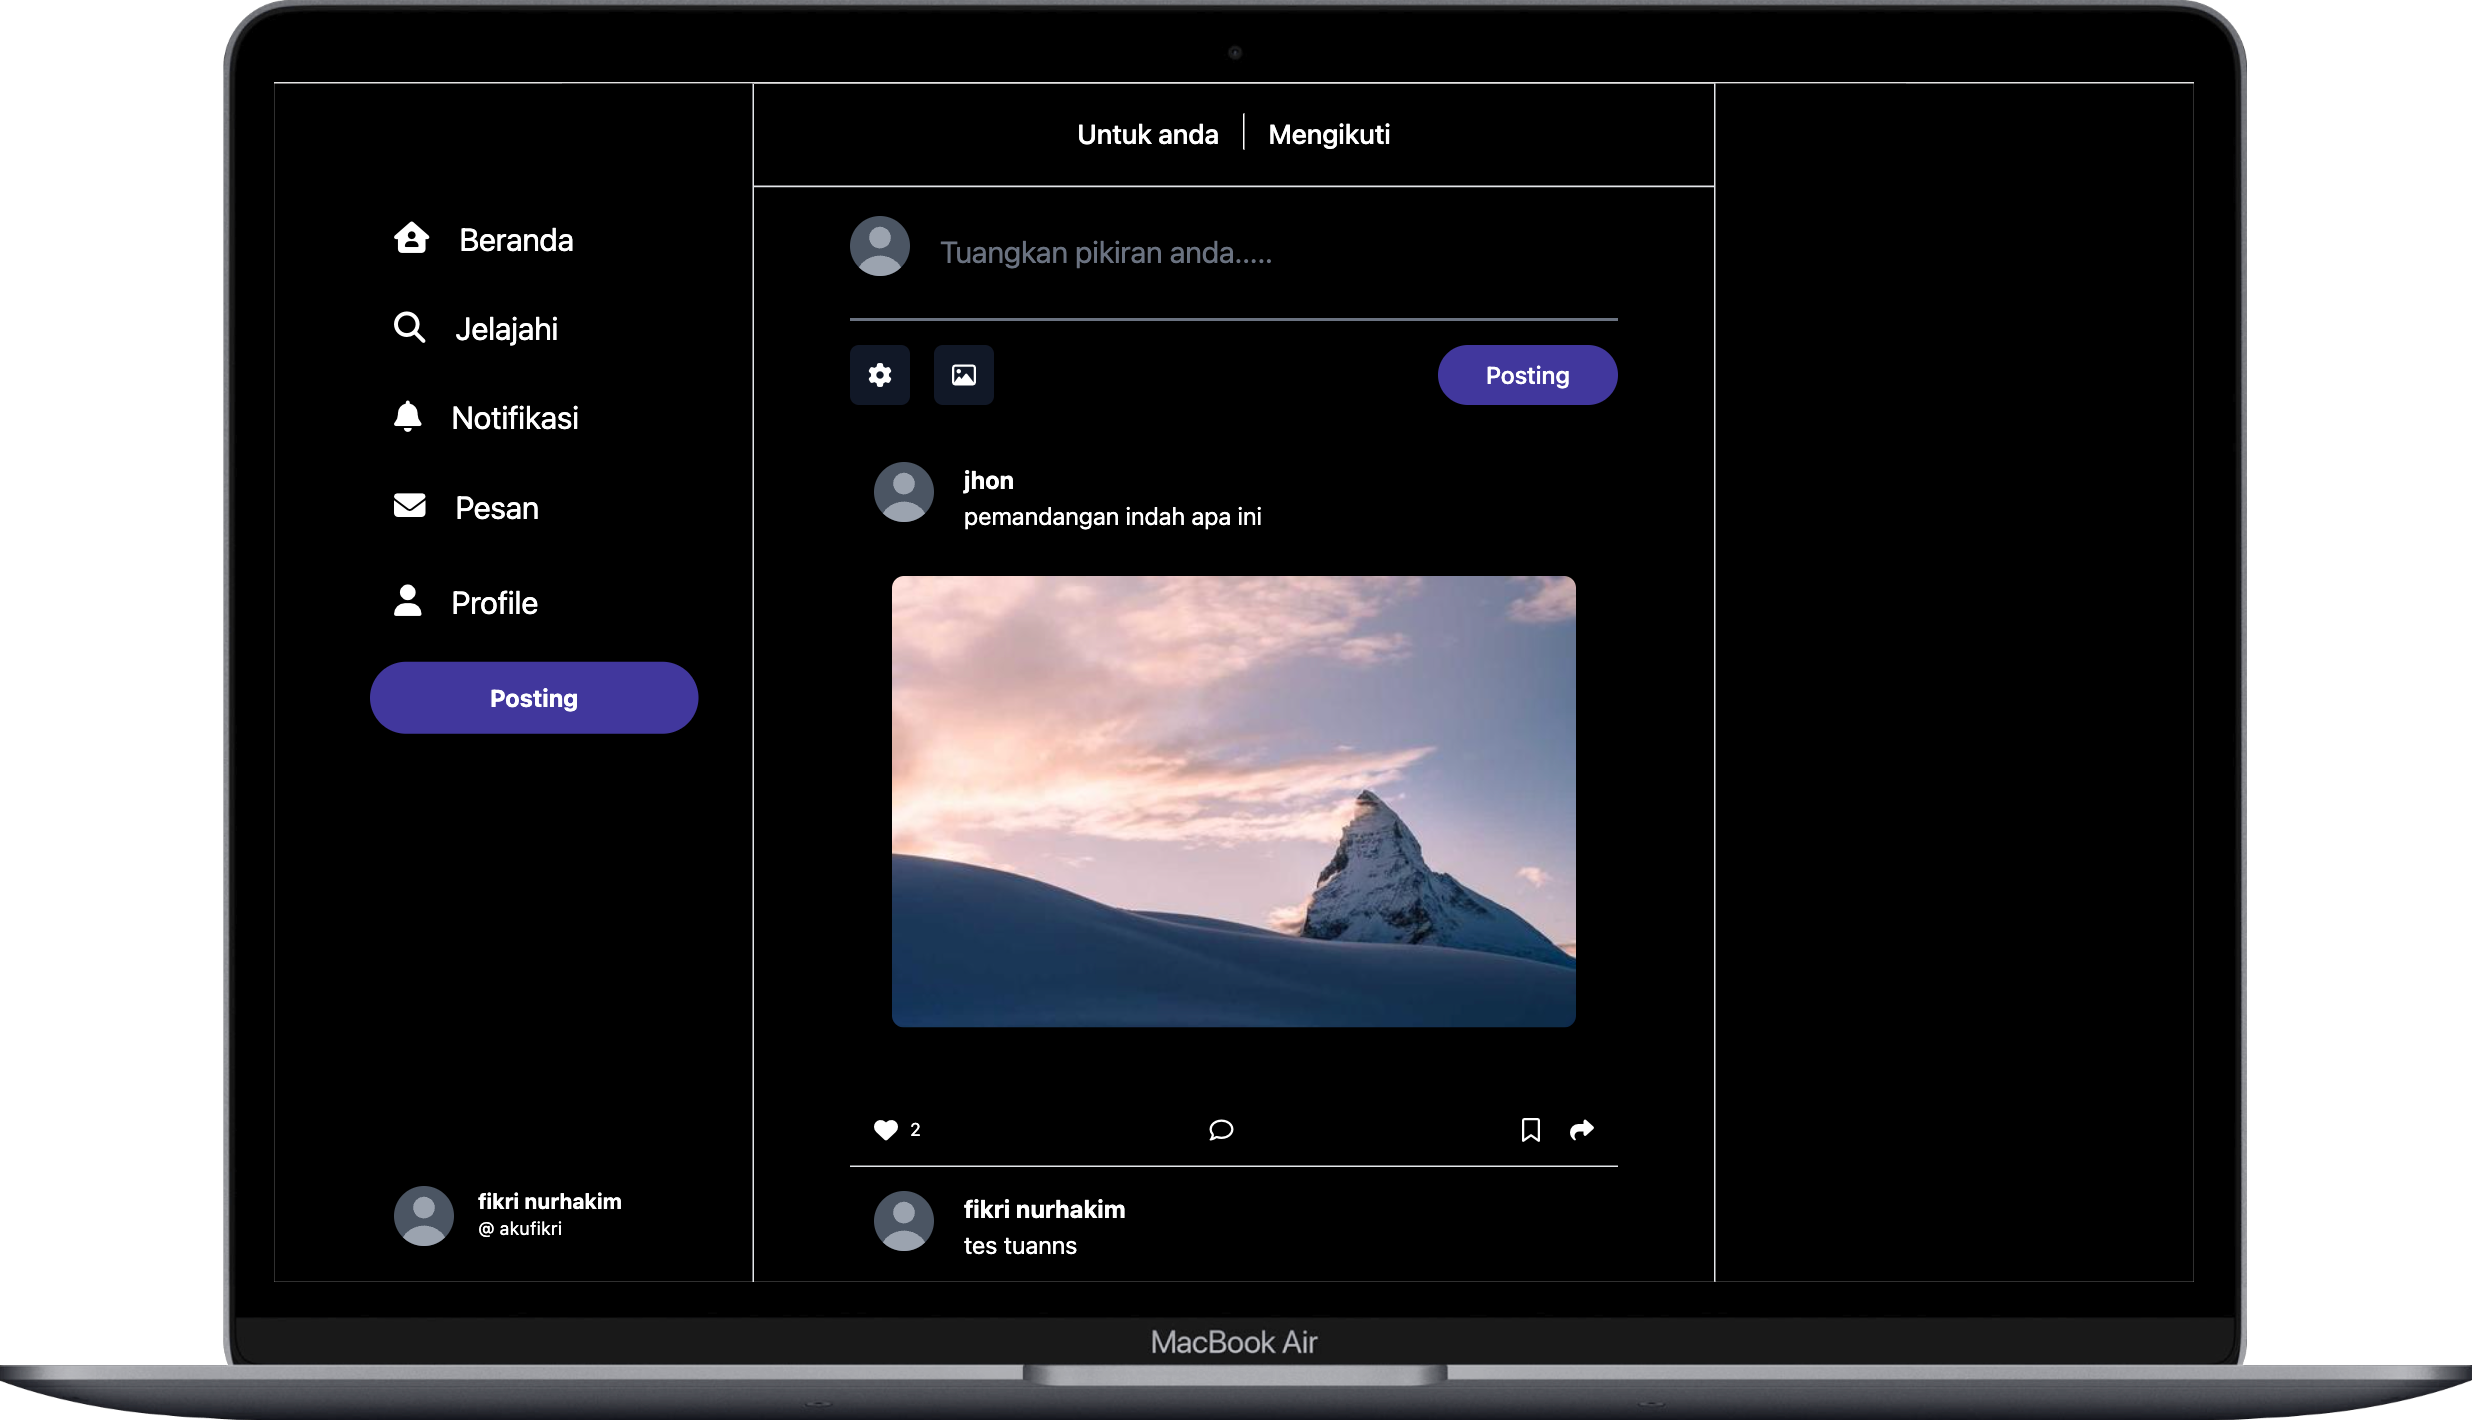 Untuk anda
Mengikuti
Beranda
Jelajahi
Notifikasi
Pesan
Profile
Posting
fikri nurhakim
@ akufikri
Tuangkan pikiran anda.....
Posting
jhon
pemandangan indah apa ini
2
fikri nurhakim
tes tuanns
MacBook Air